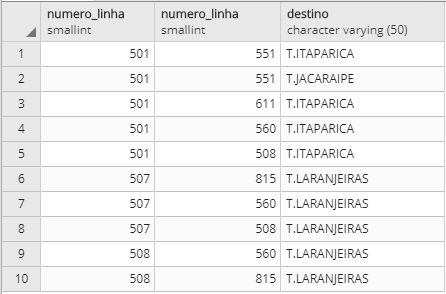 numero_linha numero_linha destino
smallint smallint character varying (50)
1 501 551 T.ITAPARICA
2 501 551 T.JACARAIPE
3 501 611 T.ITAPARICA
4 501 560 T.ITAPARICA
5 501 508 T.ITAPARICA
6 507 815 T.LARANJEIRAS
7 507 560 T.LARANJEIRAS
8 507 508 T.LARANJEIRAS
9 508 560 T.LARANJEIRAS
10 508 815 T.LARANJEIRAS